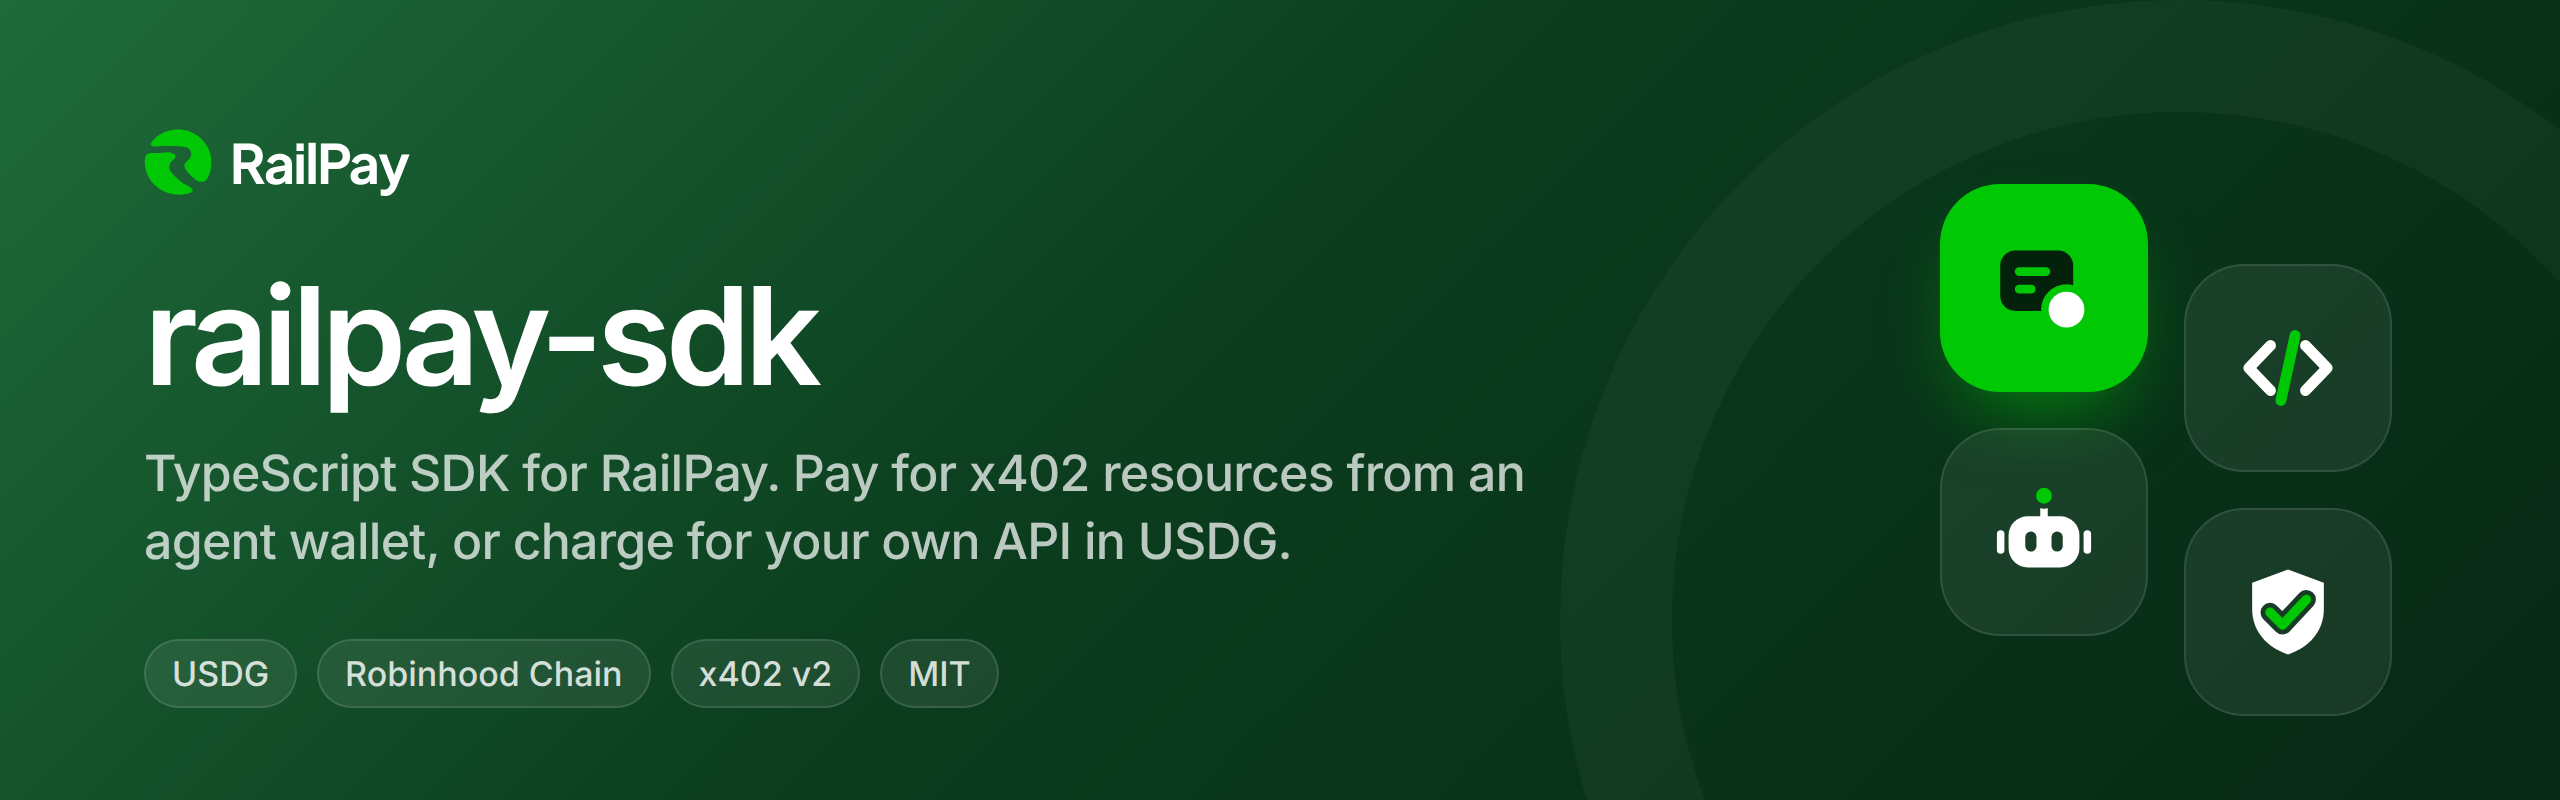 RailPay
railpay-sdk
TypeScript SDK for RailPay. Pay for x402 resources from an
agent wallet, or charge for your own API in USDG.
USDG
Robinhood Chain
x402 v2
MIT